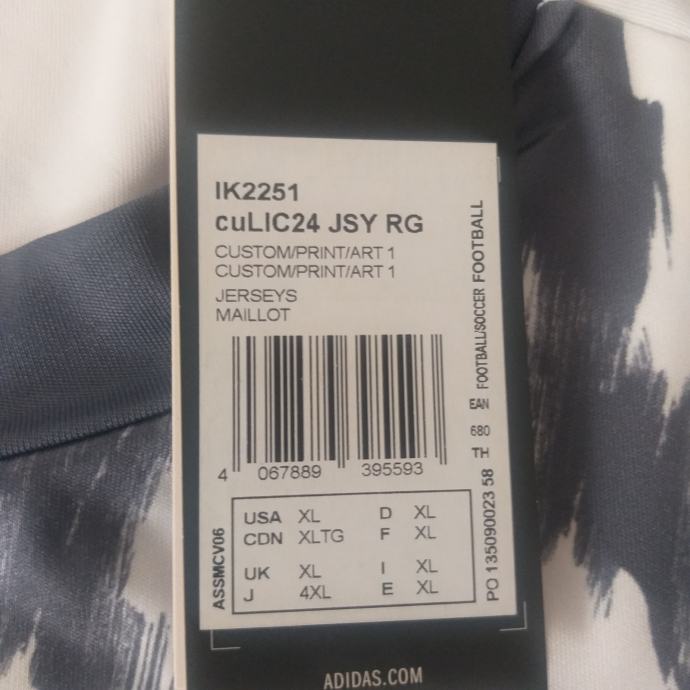 IK2251
cuLIC24 JSY RG
CUSTOM/PRINT/ART 1
CUSTOM/PRINT/ART 1
JERSEYS
MAILLOT
4 067889 395593
USA XL D XL
CDN XLTG F XL
UK XL I XL
J 4XL E XL
ASSMCV06
FOOTBALL/SOCCER FOOTBALL
EAN
680
TH
PO 135090023 58
ADIDAS.COM